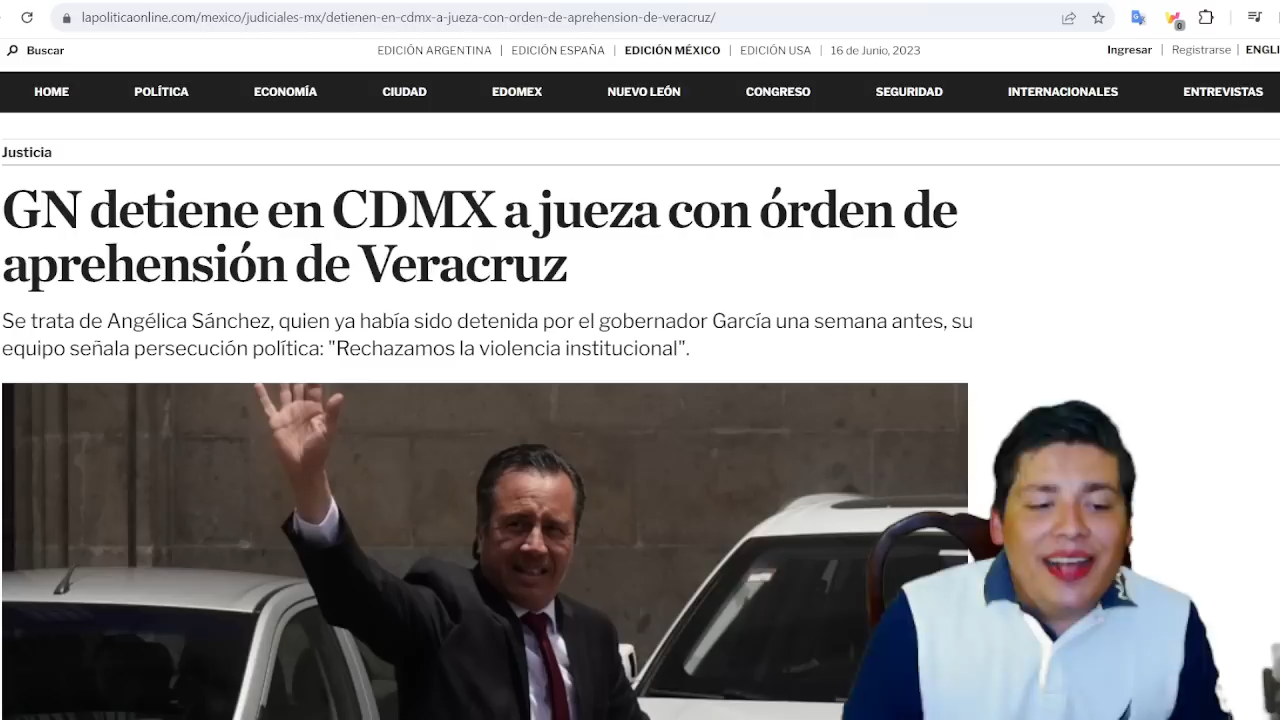 lapoliticaonline.com/mexico/judiciales-mx/detienen-en-cdmx-a-jueza-con-orden-de-aprehension-de-veracruz/
0
Buscar
EDICIÓN ARGENTINA | EDICIÓN ESPAÑA | EDICIÓN MÉXICO | EDICIÓN USA | 16 de Junio, 2023
Ingresar | Registrarse | ENGLI
HOME POLÍTICA ECONOMÍA CIUDAD EDOMEX NUEVO LEÓN CONGRESO SEGURIDAD INTERNACIONALES ENTREVISTAS
Justicia
GN detiene en CDMX a jueza con órden de
aprehensión de Veracruz
Se trata de Angélica Sánchez, quien ya había sido detenida por el gobernador García una semana antes, su
equipo señala persecución política: "Rechazamos la violencia institucional".